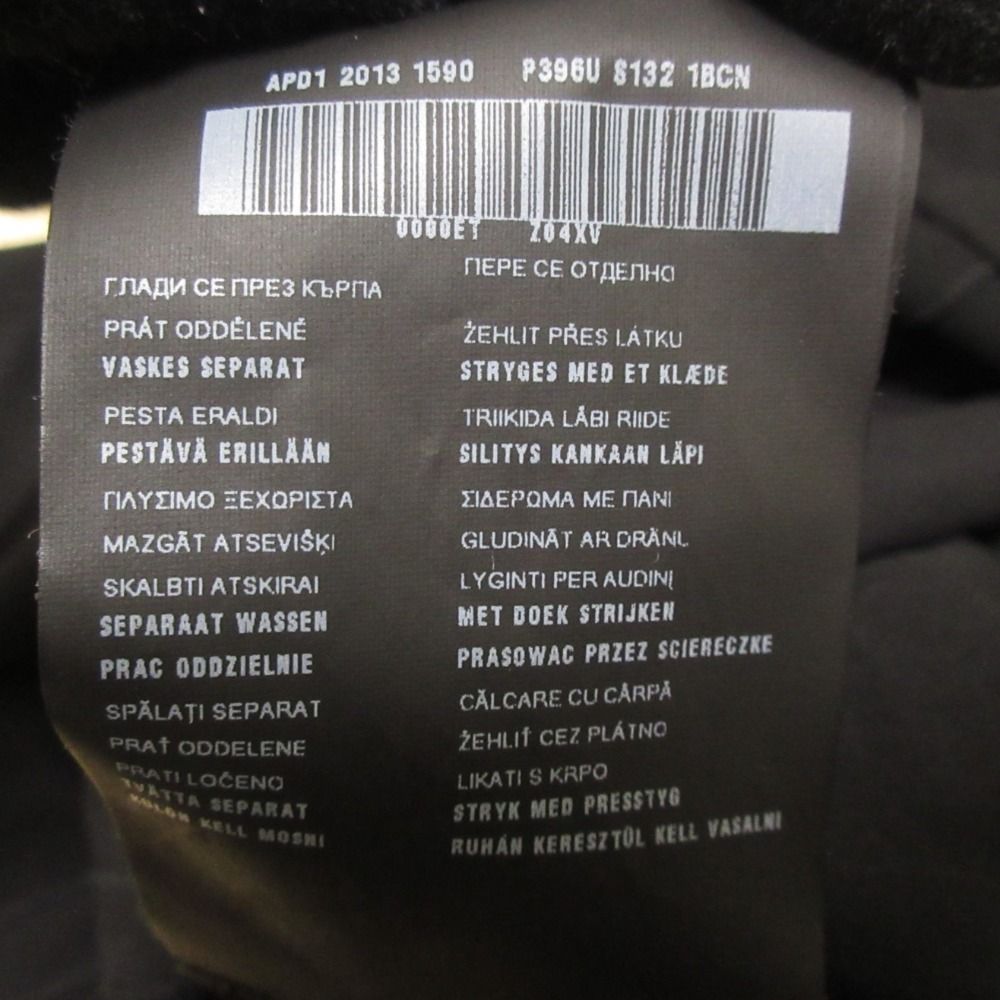 APD1 2013 1590 P396U S132 1BCN
0000ET Z04XV
ПЕРЕ СЕ ОТДЕЛНО
ГЛАДИ СЕ ПРЕЗ КЪРПА
PRÁT ODDĚLENĚ ŽEHLIT PŘES LÁTKU
VASKES SEPARAT STRYGES MED ET KLÆDE
PESTA ERALDI TRIIKIDA LÄBI RIIDE
PESTÄVÄ ERILLÄÄN SILITYS KANKAAN LÄPI
ΠΛΥΣΙΜΟ ΞΕΧΩΡΙΣΤΑ ΣΙΔΕΡΩΜΑ ΜΕ ΠΑΝΙ
MAZGĀT ATSEVIŠĶI GLUDINĀT AR DRĀNU
SKALBTI ATSKIRAI LYGINTI PER AUDINĮ
SEPARAAT WASSEN MET DOEK STRIJKEN
PRAC ODDZIELNIE PRASOWAC PRZEZ SCIERECZKE
SPĂLAȚI SEPARAT CĂLCARE CU CÂRPĂ
PRAŤ ODDELENE ŽEHLIŤ CEZ PLÁTNO
PRATI LOČENO LIKATI S KRPO
TVÄTTA SEPARAT STRYK MED PRESSTYG
KÜLÖN KELL MOSNI RUHÁN KERESZTÜL KELL VASALNI